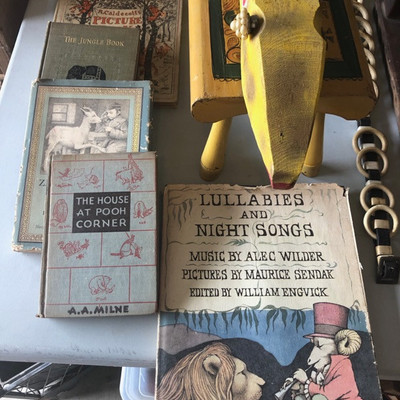 R. Caldecott's
PICTURE
THE JUNGLE BOOK
THE HOUSE
AT POOH
CORNER
A.A. MILNE
LULLABIES
AND
NIGHT SONGS
MUSIC BY ALEC WILDER
PICTURES BY MAURICE SENDAK
EDITED BY WILLIAM ENGVICK